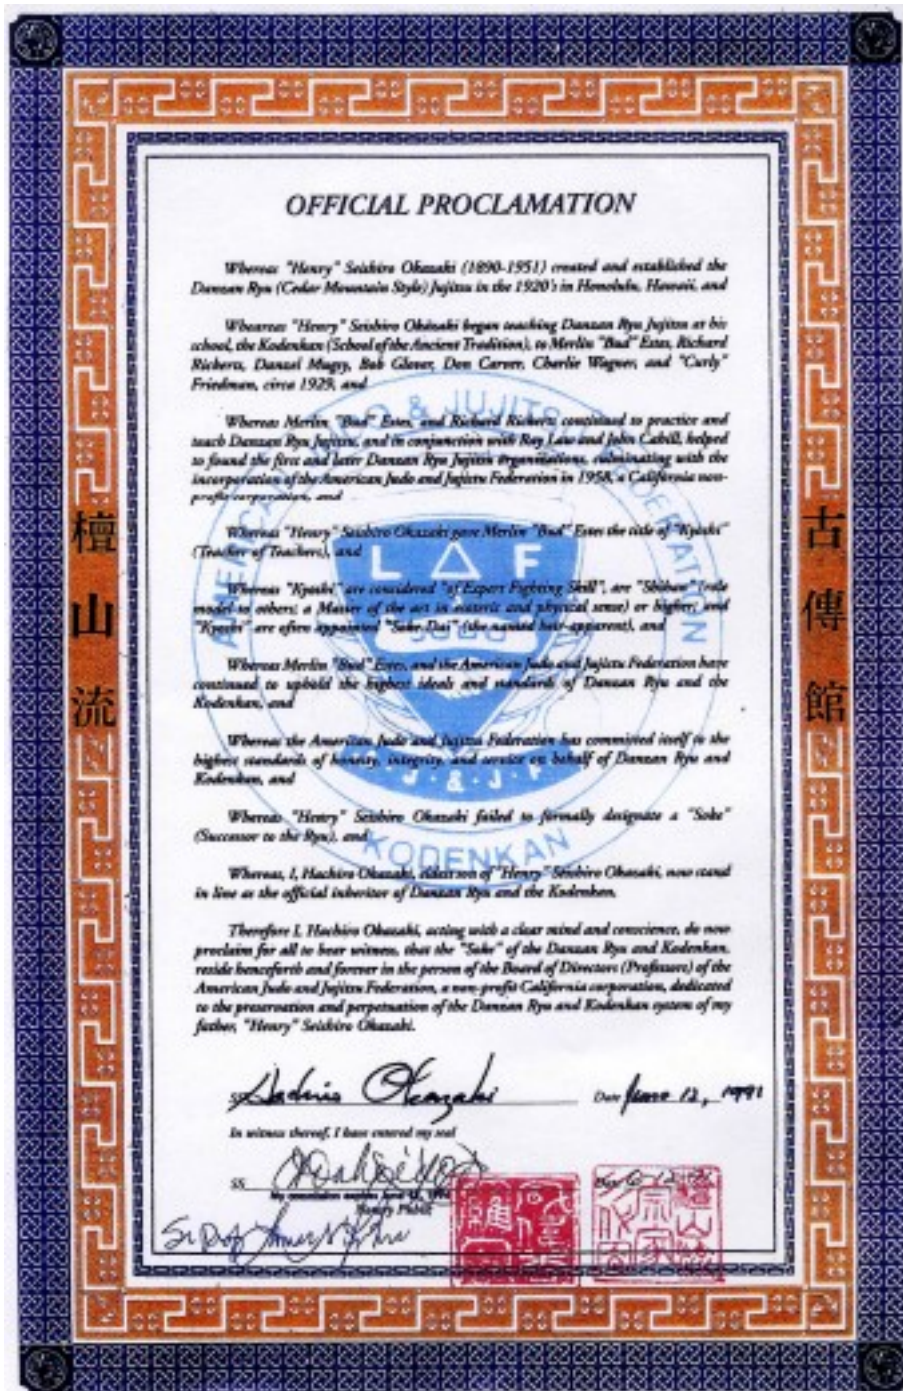 OFFICIAL PROCLAMATION
Whereas "Henry" Seishiro Okazaki (1890-1951) created and established the
Danzan Ryu (Cedar Mountain Style) Jujitsu in the 1920's in Honolulu, Hawaii, and
Wheareas "Henry" Seishiro Okazaki began teaching Danzan Ryu Jujitsu at his
school, the Kodenkan (School of the Ancient Tradition), to Merlin "Bud" Estes, Richard
Rickerts, Danzel Bob Glover, Don Carver, Charlie Wagner, and "Curly"
Friedman, circa 1929, and
Whereas Merlin "Bud" Estes, and Richard Rickerts continued to practice and
teach Danzan Ryu Jujitsu, and in conjunction with Ray Law and John Cahill, helped
to found the first and later Danzan Ryu Jujitsu Organizations, culminating with the
incorporation of the American Judo and Jujitsu Federation in 1958, a California non-
profit corporation, and
Whereas "Henry" Seishiro Okazaki gave Merlin "Bud" Estes the title of "Kyoshi"
(Teacher of Teachers), and
Whereas "Kyoshi" are considered "of Expert Fighting Skill", are "Shihan" (role
model to others; a Master of the art in esoteric and physical sense) or higher; and
"Kyoshi" are often appointed "Soke-Dai" (the named heir-apparent), and
Whereas Merlin "Bud" Estes, and the American Judo and Jujitsu Federation have
continued to uphold the highest ideals and standards of Danzan Ryu and the
Kodenkan, and
Whereas the American Judo and Jujitsu Federation has committed itself to the
highest standards of honesty, integrity, and service on behalf of Danzan Ryu and
Kodenkan, and
Whereas "Henry" Seishiro Okazaki failed to formally designate a "Soke"
(Successor to the Ryu), and
Whereas, I, Hachiro Okazaki, eldest son of "Henry" Seishiro Okazaki, now stand
in line as the official inheritor of Danzan Ryu and the Kodenkan.
Therefore I, Hachiro Okazaki, acting with a clear mind and conscience, do now
proclaim for all to bear witness, that the "Soke" of the Danzan Ryu and Kodenkan,
reside henceforth and forever in the person of the Board of Directors (Professors) of the
American Judo and Jujitsu Federation, a non-profit California corporation, dedicated
to the preservation and perpetuation of the Danzan Ryu and Kodenkan system of my
father, "Henry" Seishiro Okazaki.
Hachiro Okazaki Date June 12, 1991
In witness thereof, I have entered my seal
SS
Notary Public
AMERICAN JUDO & JUJITSU FEDERATION
L F
J & J F
KODENKAN
檀山流
古傳館